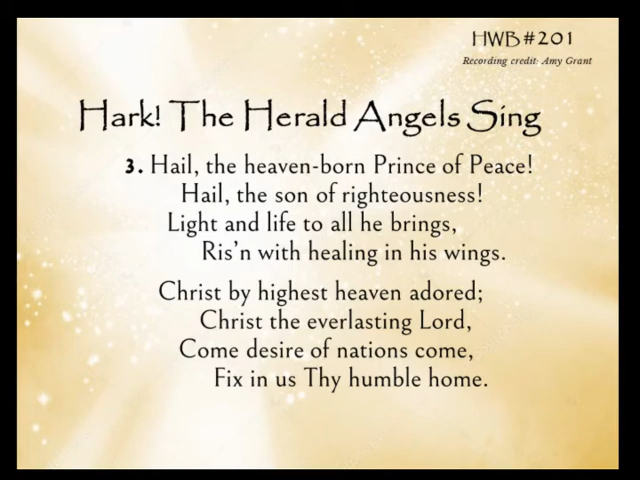 HWB#201
Recording credit: Amy Grant
Hark! The Herald Angels Sing
3. Hail, the heaven-born Prince of Peace!
Hail, the son of righteousness!
Light and life to all he brings,
Ris'n with healing in his wings.
Christ by highest heaven adored;
Christ the everlasting Lord,
Come desire of nations come,
Fix in us Thy humble home.